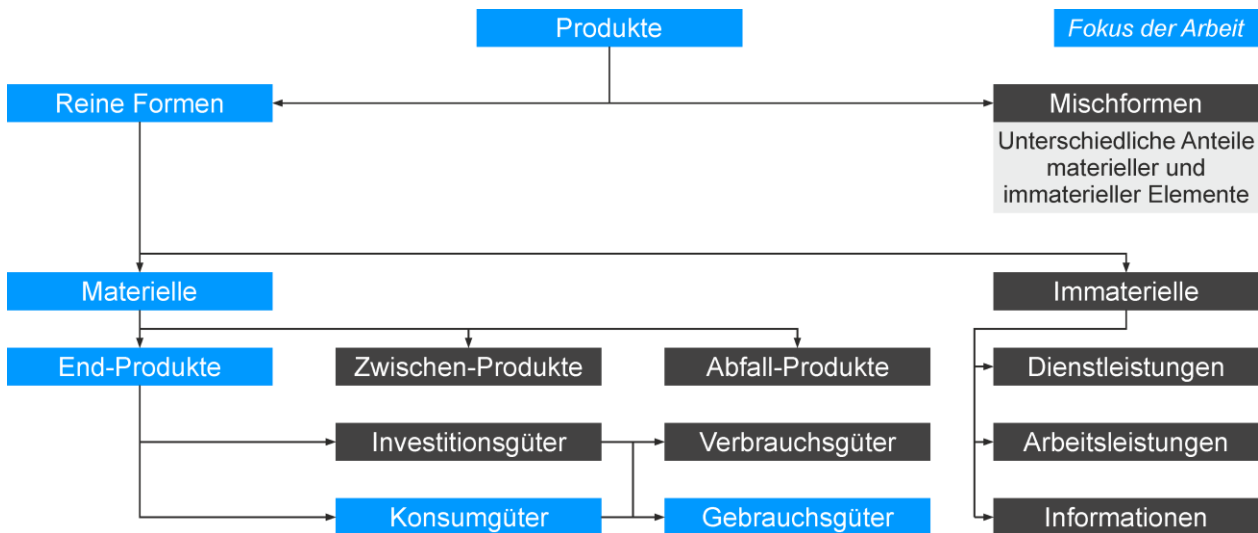 Produkte
Fokus der Arbeit
Reine Formen
Mischformen
Unterschiedliche Anteile
materieller und
immaterieller Elemente
Materielle
Immaterielle
End-Produkte
Zwischen-Produkte
Abfall-Produkte
Dienstleistungen
Investitionsgüter
Verbrauchsgüter
Arbeitsleistungen
Konsumgüter
Gebrauchsgüter
Informationen